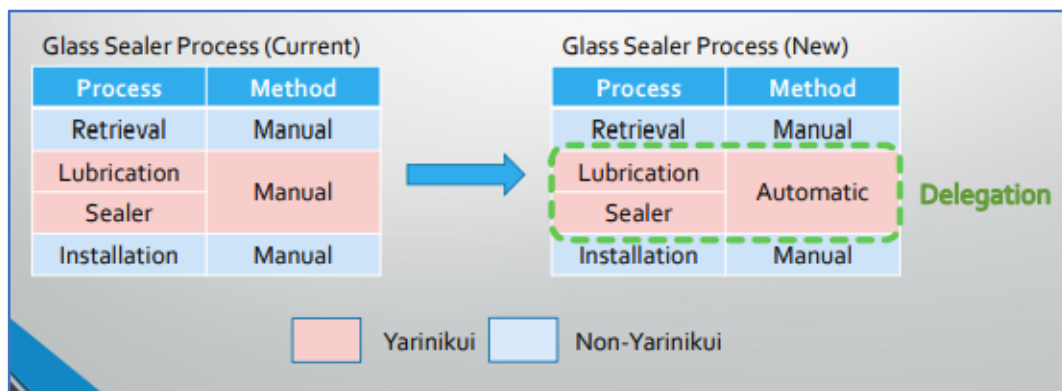 Glass Sealer Process (Current)
Process Method
Retrieval Manual
Lubrication
Manual
Sealer
Installation Manual
Glass Sealer Process (New)
Process Method
Retrieval Manual
Lubrication
Automatic
Sealer
Installation Manual
Delegation
Yarinikui
Non-Yarinikui